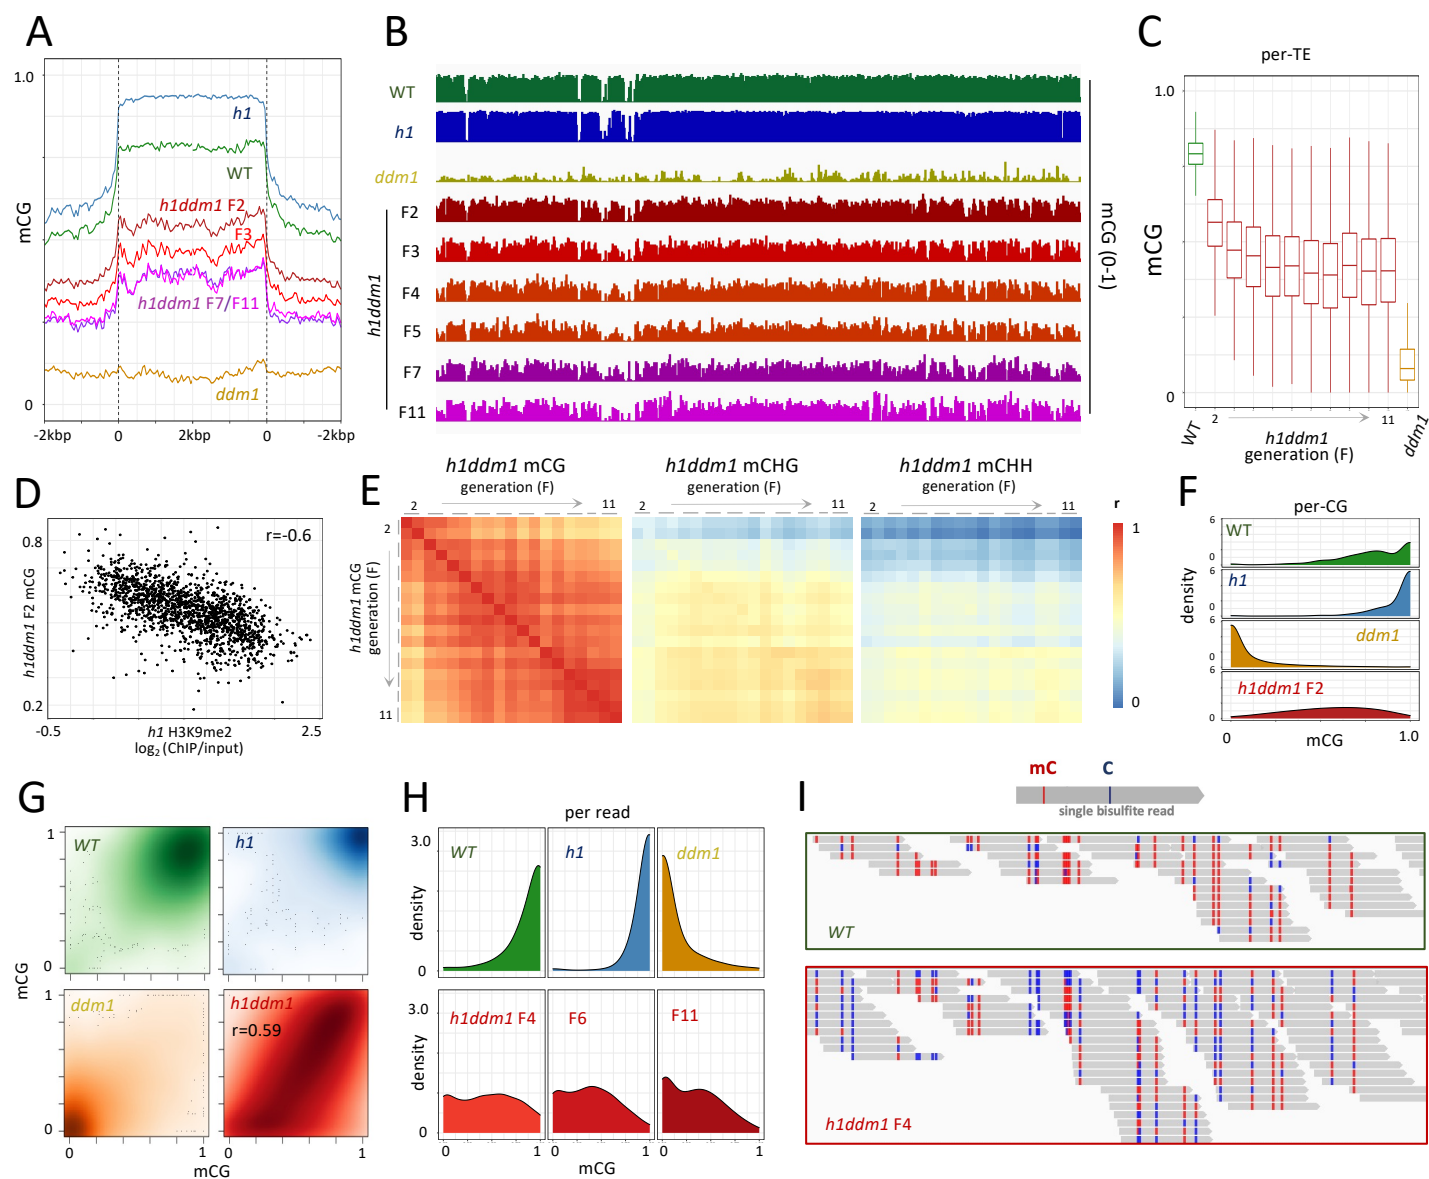 A
1.0
mCG
0
h1
WT
h1ddm1 F2
F3
h1ddm1 F7/F11
ddm1
-2kbp
0
2kbp
0
-2kbp
B
WT
h1
ddm1
F2
F3
F4
F5
F7
F11
h1ddm1
mCG (0-1)
C
per-TE
1.0
mCG
0
WT
2
11
ddm1
h1ddm1
generation (F)
D
r=-0.6
0.8
h1ddm1 F2 mCG
0.2
-0.5
2.5
h1 H3K9me2
log2 (ChIP/input)
E
h1ddm1 mCG
generation (F)
2
11
h1ddm1 mCHG
generation (F)
2
11
h1ddm1 mCHH
generation (F)
2
11
2
h1ddm1 mCG
generation (F)
11
r
1
0
F
per-CG
6
WT
0
6
h1
0
6
ddm1
0
6
h1ddm1 F2
0
density
0
1.0
mCG
G
1
WT
h1
0
mCG
1
ddm1
h1ddm1
r=0.59
0
0
1
0
1
mCG
H
per read
3.0
WT
h1
ddm1
density
0
3.0
h1ddm1 F4
F6
F11
density
0
0
1
0
1
0
1
mCG
I
mC
C
single bisulfite read
WT
h1ddm1 F4